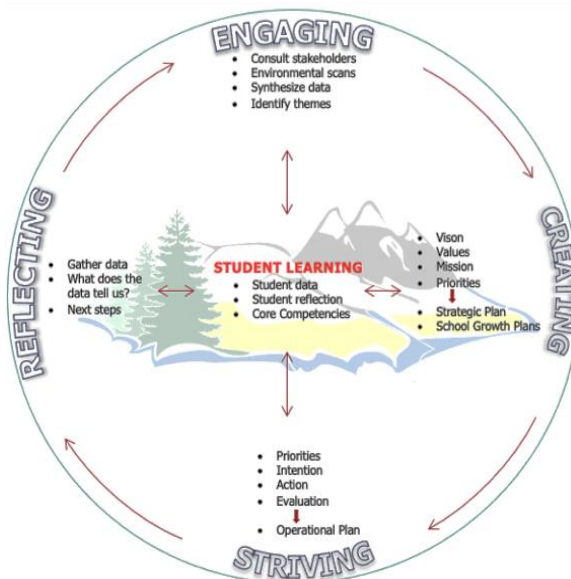 ENGAGING
• Consult stakeholders
• Environmental scans
• Synthesize data
• Identify themes
REFLECTING
• Gather data
• What does the
data tell us?
• Next steps
STUDENT LEARNING
• Student data
• Student reflection
• Core Competencies
• Vison
• Values
• Mission
• Priorities
• Strategic Plan
• School Growth Plans
CREATING
• Priorities
• Intention
• Action
• Evaluation
• Operational Plan
STRIVING